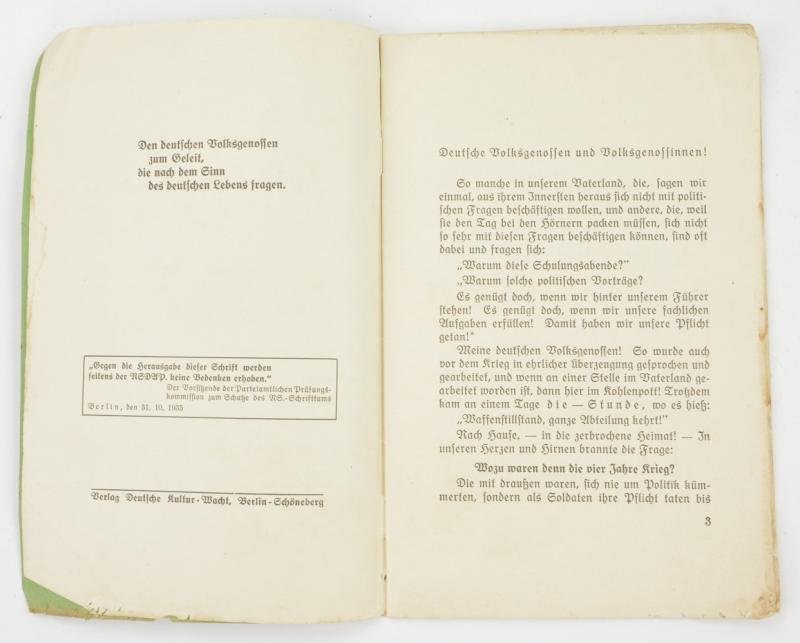 Den deutschen Volksgenossen
zum Geleit,
die nach dem Sinn
des deutschen Lebens fragen.
„Gegen die Herausgabe dieser Schrift werden
seitens der NSDAP. keine Bedenken erhoben.“
Der Vorsitzende der Parteiamtlichen Prüfungs-
kommission zum Schutze des NS.-Schrifttums
Berlin, den 31. 10. 1935
Verlag Deutsche Kultur-Wacht, Berlin-Schöneberg
Deutsche Volksgenossen und Volksgenossinnen!
So manche in unserem Vaterland, die, sagen wir
einmal, aus ihrem Innersten heraus sich nicht mit politi-
schen Fragen beschäftigen wollen, und andere, die, weil
sie den Tag bei den Hörnern packen müssen, sich nicht
so sehr mit diesen Fragen beschäftigen können, sind oft
dabei und fragen sich:
„Warum diese Schulungsabende?“
„Warum solche politischen Vorträge?
Es genügt doch, wenn wir hinter unserem Führer
stehen! Es genügt doch, wenn wir unsere fachlichen
Aufgaben erfüllen! Damit haben wir unsere Pflicht
getan!“
Meine deutschen Volksgenossen! So wurde auch
vor dem Krieg in ehrlicher Überzeugung gesprochen und
gearbeitet, und wenn an einer Stelle im Vaterland ge-
arbeitet worden ist, dann hier im Kohlenpott! Trotzdem
kam an einem Tage die — Stunde, wo es hieß:
„Waffenstillstand, ganze Abteilung kehrt!“
Nach Hause, — in die zerbrochene Heimat! — In
unseren Herzen und Hirnen brannte die Frage:
Wozu waren denn die vier Jahre Krieg?
Die mit draußen waren, sich nie um Politik küm-
merten, sondern als Soldaten ihre Pflicht taten bis
3